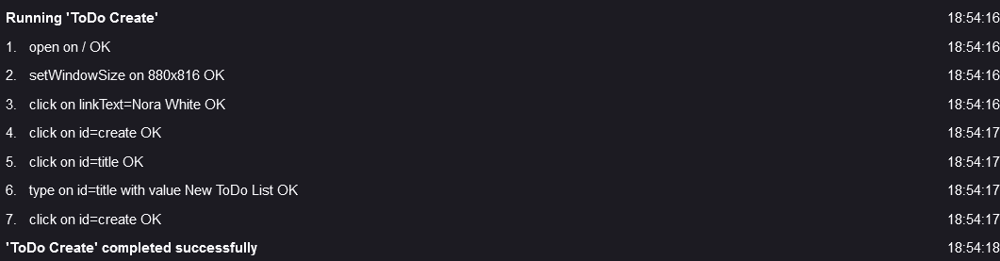 Running 'ToDo Create' 18:54:16
1. open on / OK 18:54:16
2. setWindowSize on 880x816 OK 18:54:16
3. click on linkText=Nora White OK 18:54:16
4. click on id=create OK 18:54:17
5. click on id=title OK 18:54:17
6. type on id=title with value New ToDo List OK 18:54:17
7. click on id=create OK 18:54:17
'ToDo Create' completed successfully 18:54:18